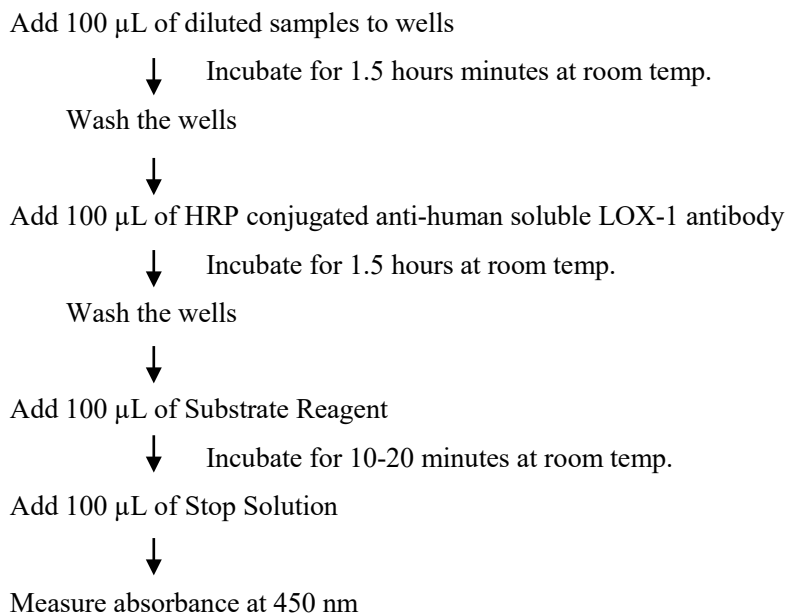 Add 100 µL of diluted samples to wells
Incubate for 1.5 hours minutes at room temp.
Wash the wells
Add 100 µL of HRP conjugated anti-human soluble LOX-1 antibody
Incubate for 1.5 hours at room temp.
Wash the wells
Add 100 µL of Substrate Reagent
Incubate for 10-20 minutes at room temp.
Add 100 µL of Stop Solution
Measure absorbance at 450 nm